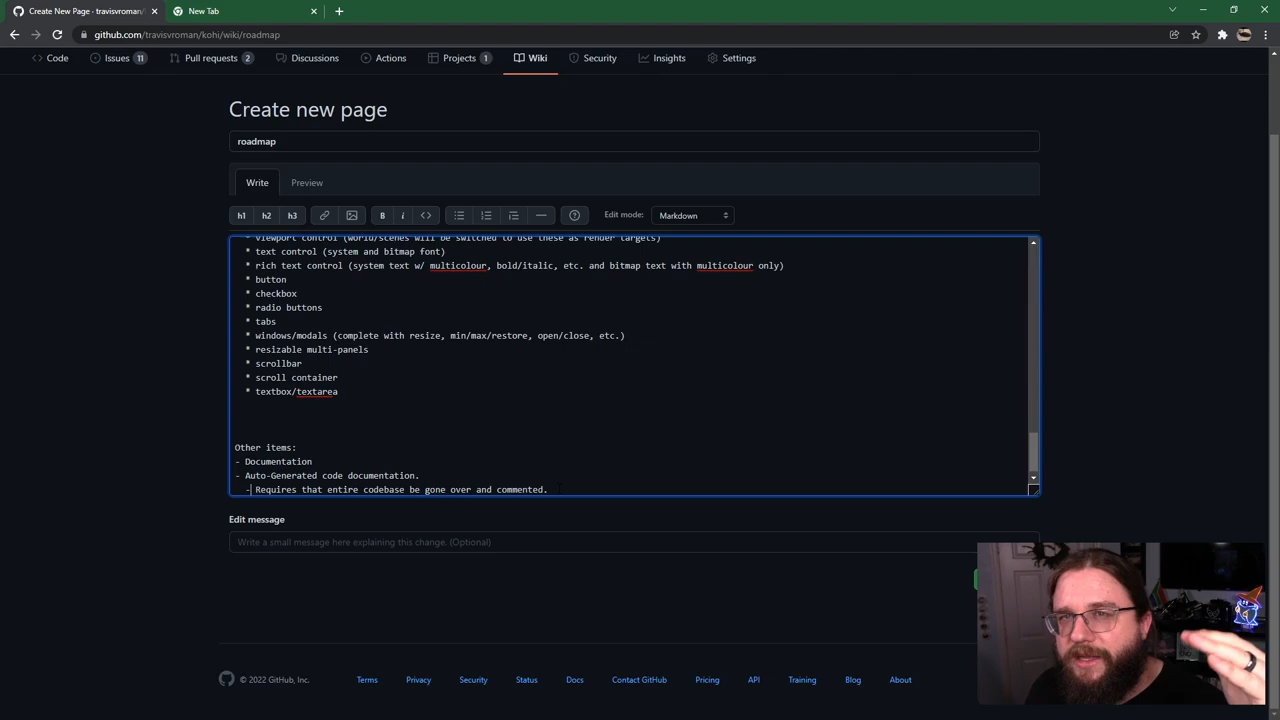 Create New Page · travisvroman/
New Tab
github.com/travisvroman/kohi/wiki/roadmap
Code
Issues 11
Pull requests 2
Discussions
Actions
Projects 1
Wiki
Security
Insights
Settings
Create new page
roadmap
Write
Preview
h1 h2 h3
B i
Edit mode: Markdown
* viewport control (world/scenes will be switched to use these as render targets)
* text control (system and bitmap font)
* rich text control (system text w/ multicolour, bold/italic, etc. and bitmap text with multicolour only)
* button
* checkbox
* radio buttons
* tabs
* windows/modals (complete with resize, min/max/restore, open/close, etc.)
* resizable multi-panels
* scrollbar
* scroll container
* textbox/textarea
Other items:
- Documentation
- Auto-Generated code documentation.
- Requires that entire codebase be gone over and commented.
Edit message
Write a small message here explaining this change. (Optional)
© 2022 GitHub, Inc.
Terms
Privacy
Security
Status
Docs
Contact GitHub
Pricing
API
Training
Blog
About